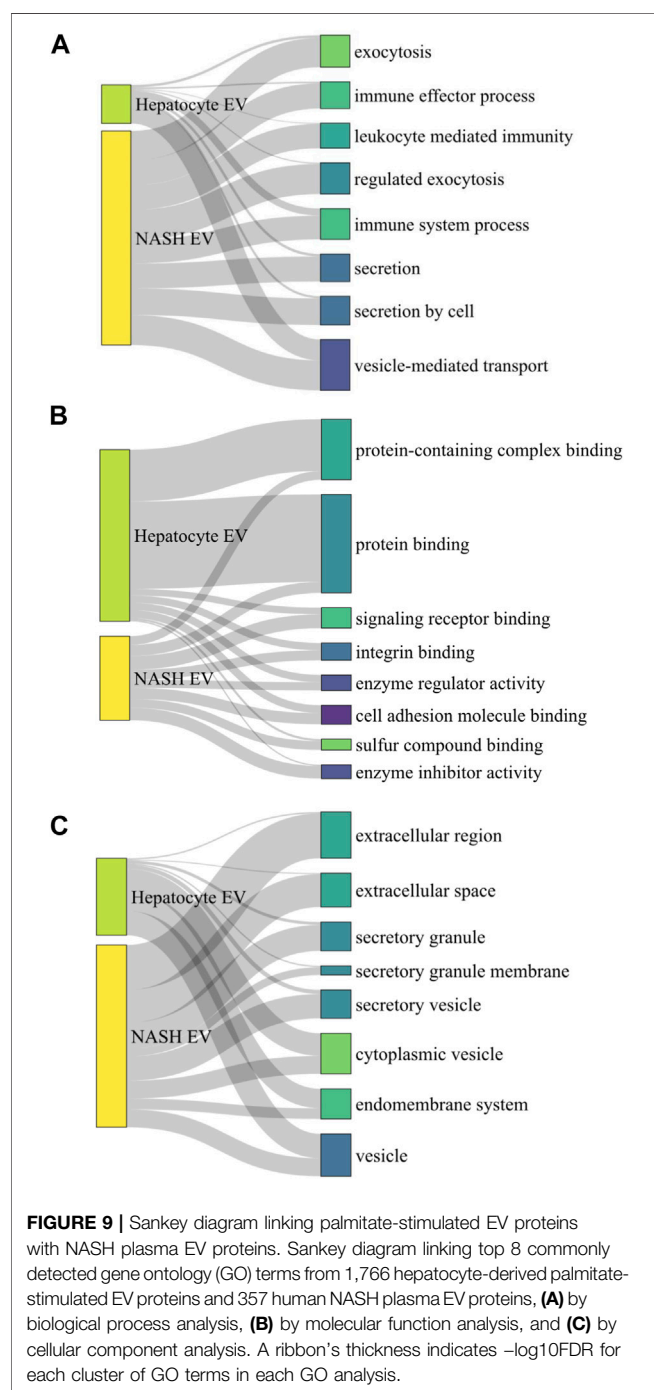 A
exocytosis
Hepatocyte EV
immune effector process
leukocyte mediated immunity
regulated exocytosis
NASH EV
immune system process
secretion
secretion by cell
vesicle-mediated transport
B
protein-containing complex binding
Hepatocyte EV
protein binding
signaling receptor binding
integrin binding
NASH EV
enzyme regulator activity
cell adhesion molecule binding
sulfur compound binding
enzyme inhibitor activity
C
extracellular region
Hepatocyte EV
extracellular space
secretory granule
secretory granule membrane
secretory vesicle
NASH EV
cytoplasmic vesicle
endomembrane system
vesicle
FIGURE 9 | Sankey diagram linking palmitate-stimulated EV proteins
with NASH plasma EV proteins. Sankey diagram linking top 8 commonly
detected gene ontology (GO) terms from 1,766 hepatocyte-derived palmitate-
stimulated EV proteins and 357 human NASH plasma EV proteins, (A) by
biological process analysis, (B) by molecular function analysis, and (C) by
cellular component analysis. A ribbon's thickness indicates –log10FDR for
each cluster of GO terms in each GO analysis.